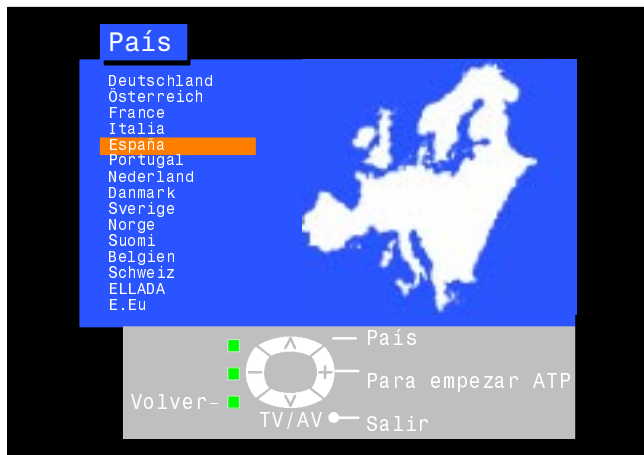 País
Deutschland
Österreich
France
Italia
España
Portugal
Nederland
Danmark
Sverige
Norge
Suomi
Belgien
Schweiz
ELLADA
E.Eu
País
Para empezar ATP
Volver-
TV/AV
Salir